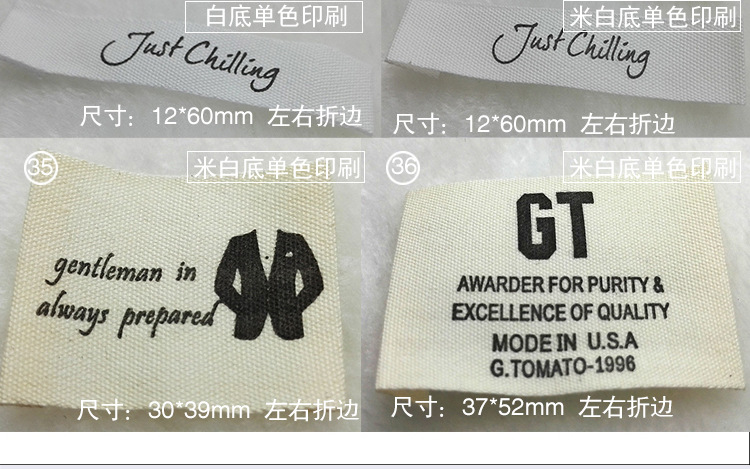 白底单色印刷
Just Chilling
尺寸：12*60mm 左右折边
米白底单色印刷
Just Chilling
尺寸：12*60mm 左右折边
35
米白底单色印刷
gentleman in
always prepared
尺寸：30*39mm 左右折边
36
米白底单色印刷
GT
AWARDER FOR PURITY &
EXCELLENCE OF QUALITY
MADE IN U.S.A
G.TOMATO-1996
尺寸：37*52mm 左右折边